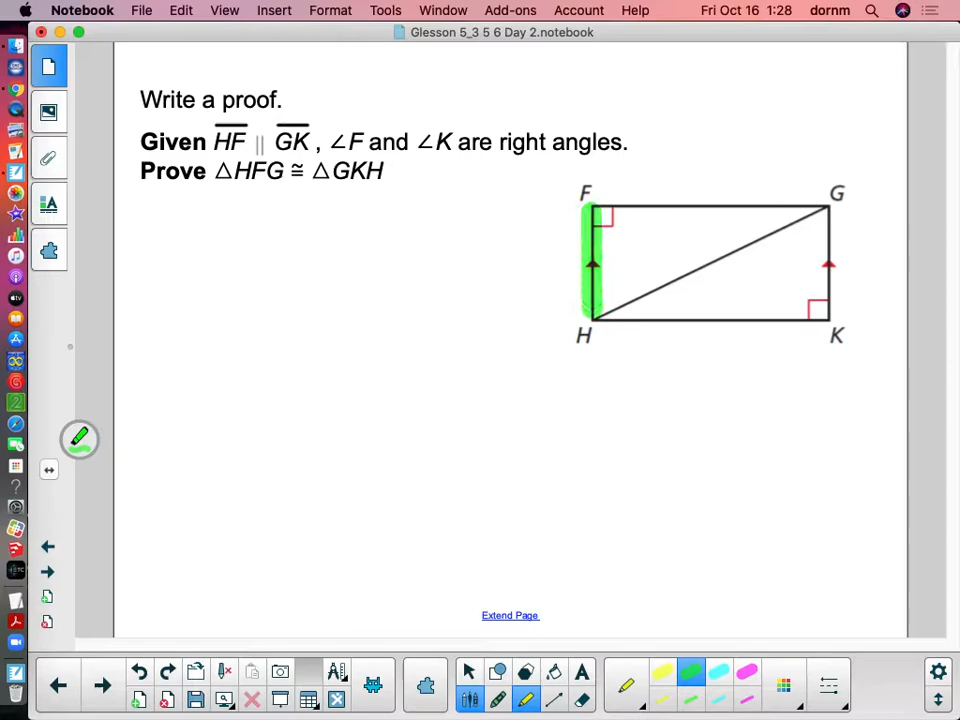 Notebook File Edit View Insert Format Tools Window Add-ons Account Help Fri Oct 16 1:28 dornm
Glesson 5_3 5 6 Day 2.notebook
Write a proof.
Given HF || GK , ∠F and ∠K are right angles.
Prove △HFG ≅ △GKH
F G
H K
Extend Page